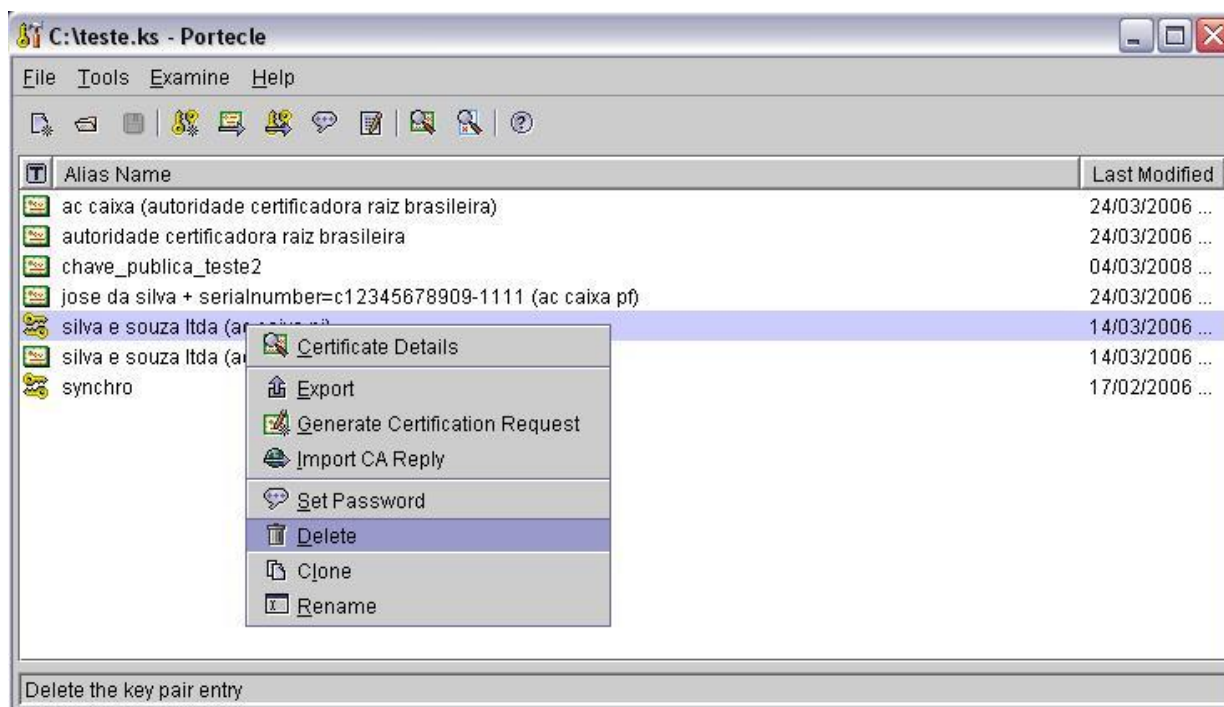 C:\teste.ks - Portecle
File Tools Examine Help
T Alias Name Last Modified
ac caixa (autoridade certificadora raiz brasileira) 24/03/2006 ...
autoridade certificadora raiz brasileira 24/03/2006 ...
chave_publica_teste2 04/03/2008 ...
jose da silva + serialnumber=c12345678909-1111 (ac caixa pf) 24/03/2006 ...
silva e souza ltda (ac caixa pj) 14/03/2006 ...
silva e souza ltda (a 14/03/2006 ...
synchro 17/02/2006 ...
Certificate Details
Export
Generate Certification Request
Import CA Reply
Set Password
Delete
Clone
Rename
Delete the key pair entry